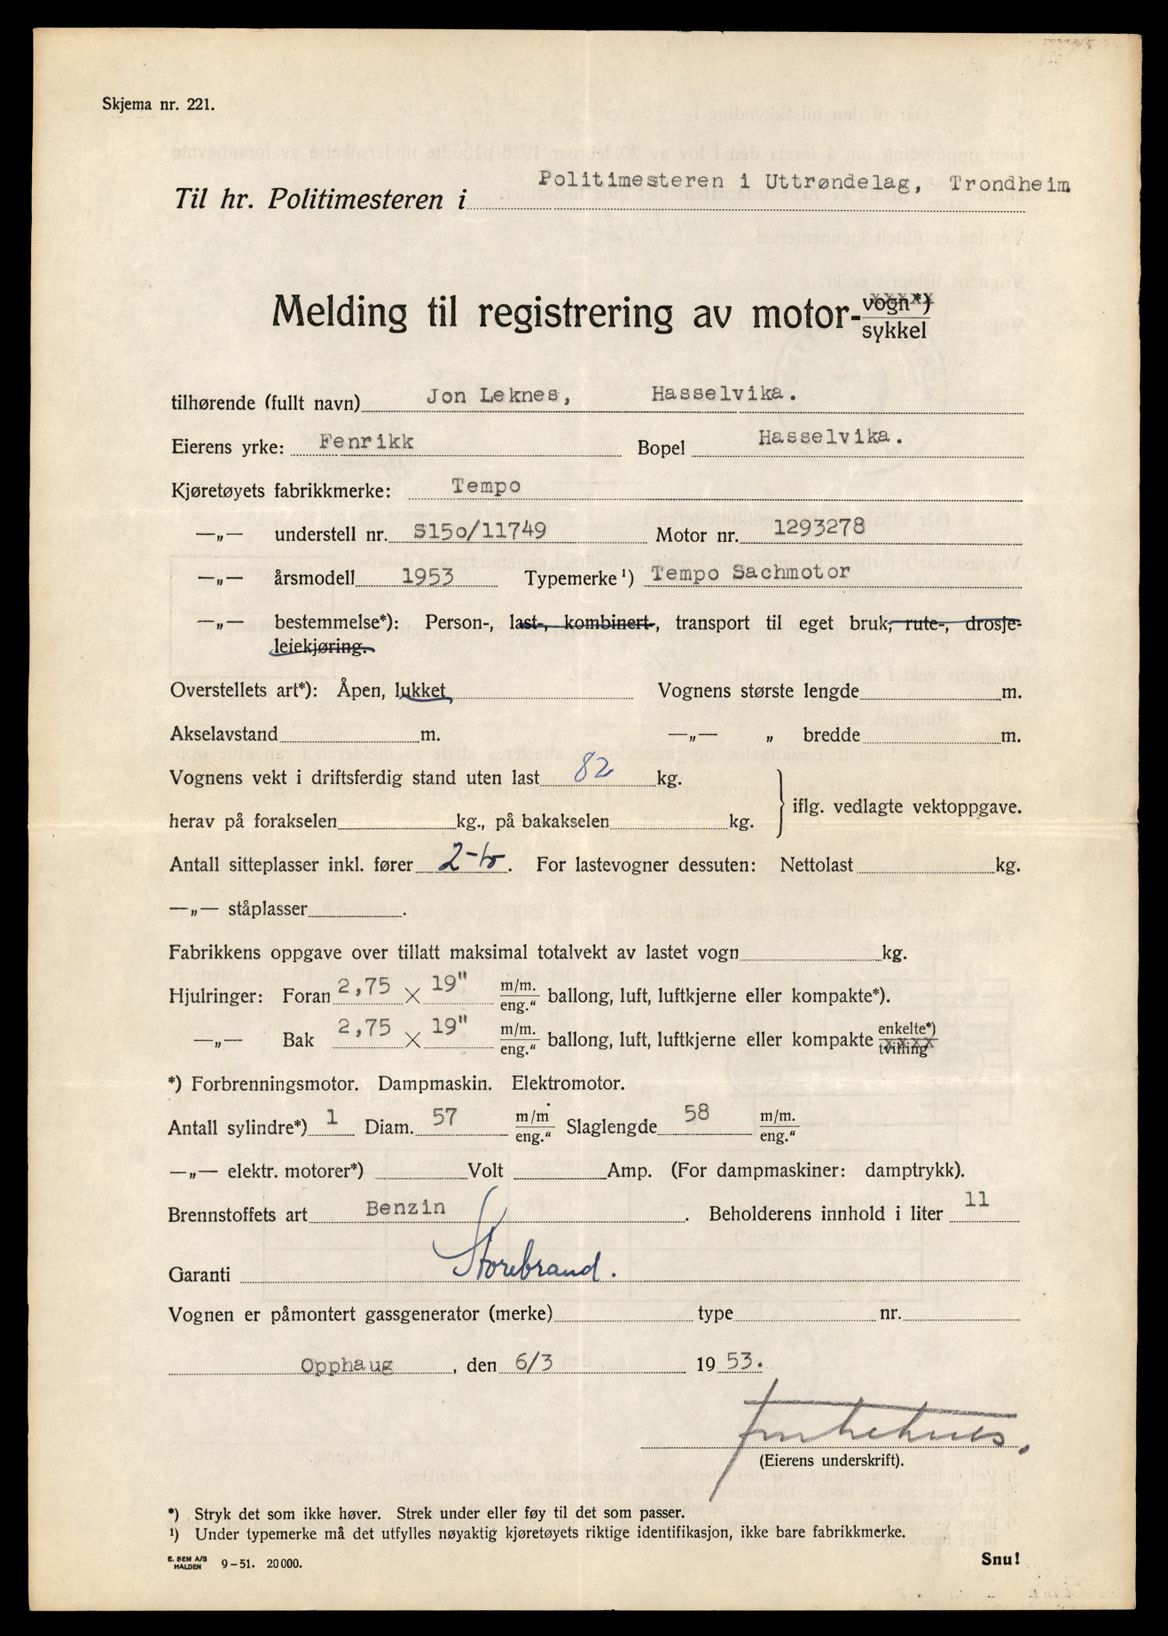 Skjema nr. 221.
Til hr. Politimesteren i Politimesteren i Uttrøndelag, Trondheim
Melding til registrering av motor- vogn*) sykkel
tilhørende (fullt navn) Jon Leknes, Hasselvika.
Eierens yrke: Fenrikk Bopel Hasselvika.
Kjøretøyets fabrikkmerke: Tempo
—„— understell nr. S15o/11749 Motor nr. 1293278
—„— årsmodell 1953 Typemerke¹) Tempo Sachmotor
—„— bestemmelse*): Person-, last-, kombinert-, transport til eget bruk, rute-, drosje-
leiekjøring.
Overstellets art*): Åpen, lukket Vognens største lengde m.
Akselavstand m. —„— „ bredde m.
Vognens vekt i driftsferdig stand uten last 82 kg.
iflg. vedlagte vektoppgave.
herav på forakselen kg., på bakakselen kg.
Antall sitteplasser inkl. fører 2-to. For lastevogner dessuten: Nettolast kg.
—„— ståplasser .
Fabrikkens oppgave over tillatt maksimal totalvekt av lastet vogn kg.
Hjulringer: Foran 2,75 × 19" m/m. eng.“ ballong, luft, luftkjerne eller kompakte*).
—„— Bak 2,75 × 19" m/m. eng.“ ballong, luft, luftkjerne eller kompakte enkelte*) tvilling
*) Forbrenningsmotor. Dampmaskin. Elektromotor.
Antall sylindre*) 1 Diam. 57 m/m eng.“ Slaglengde 58 m/m. eng.“
—„— elektr. motorer*) Volt Amp. (For dampmaskiner: damptrykk).
Brennstoffets art Benzin . Beholderens innhold i liter 11
Garanti Storebrand.
Vognen er påmontert gassgenerator (merke) type nr.
Opphaug, den 6/3 1953.
Jon Leknes.
(Eierens underskrift).
*) Stryk det som ikke høver. Strek under eller føy til det som passer.
¹) Under typemerke må det utfylles nøyaktig kjøretøyets riktige identifikasjon, ikke bare fabrikkmerke.
E. BEM A/S HALDEN 9-51. 20000.
Snu!